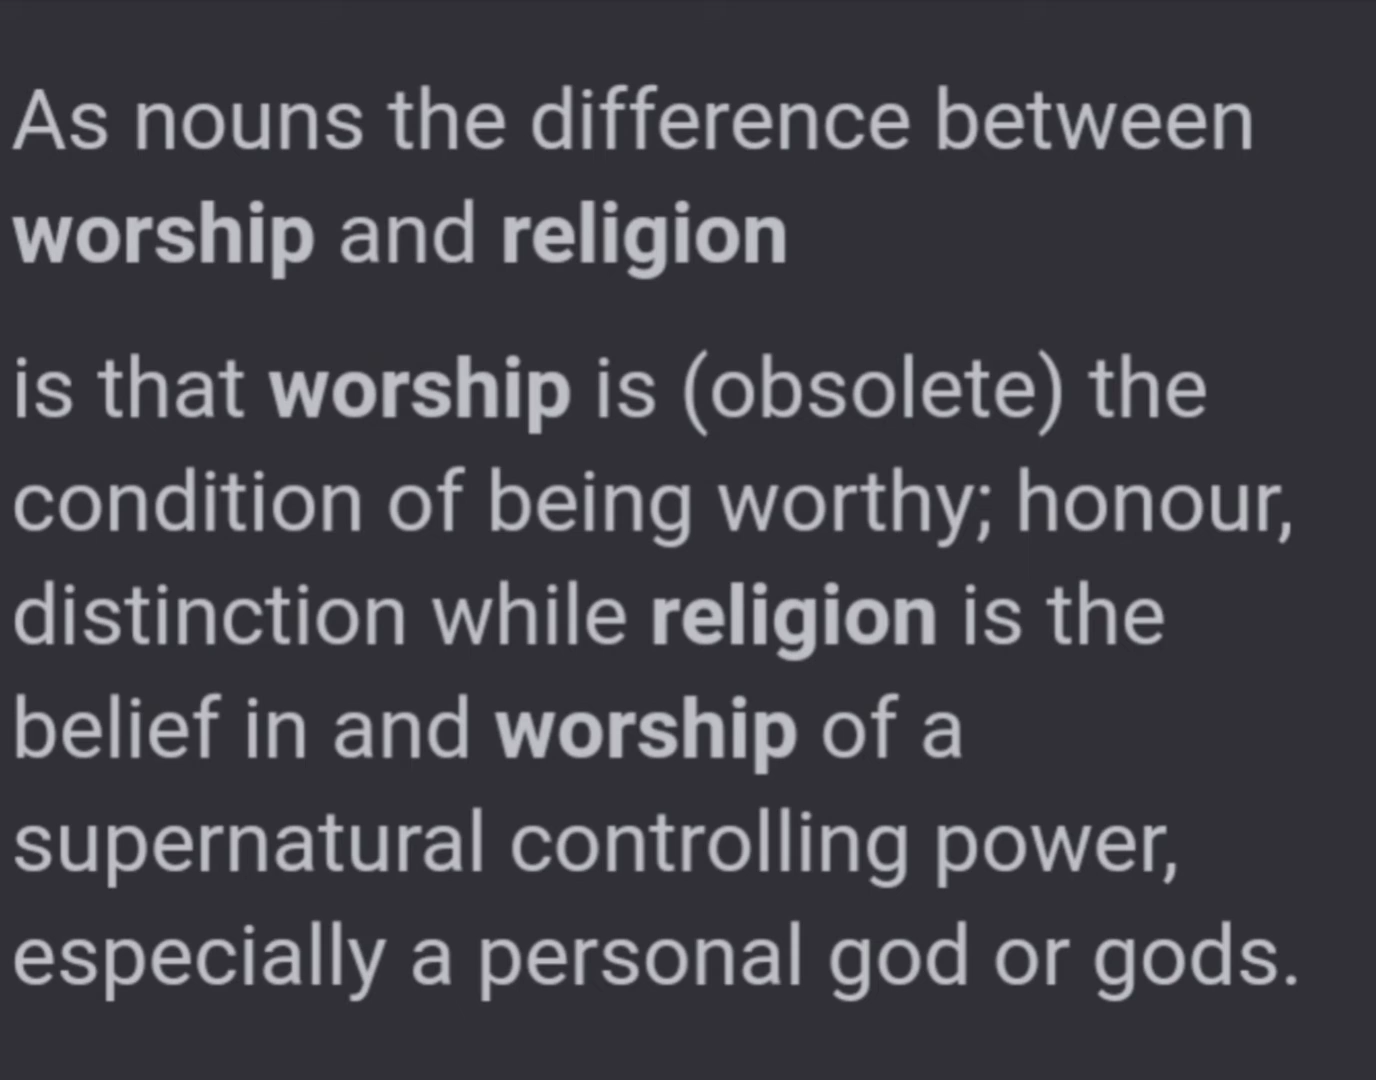 As nouns the difference between
worship and religion
is that worship is (obsolete) the
condition of being worthy; honour,
distinction while religion is the
belief in and worship of a
supernatural controlling power,
especially a personal god or gods.